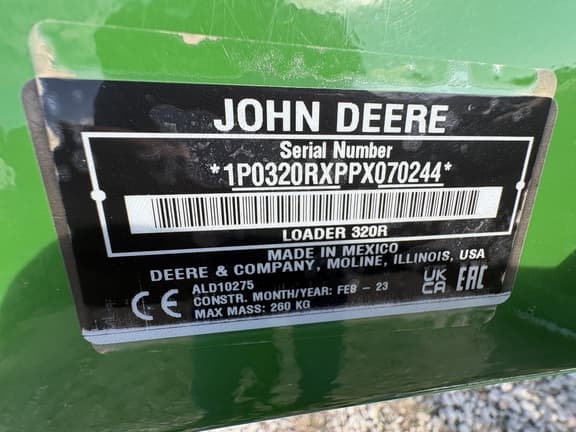 JOHN DEERE
Serial Number
*1P0320RXPPX070244*
LOADER 320R
MADE IN MEXICO
DEERE & COMPANY, MOLINE, ILLINOIS, USA
ALD10275
CONSTR. MONTH/YEAR: FEB - 23
MAX MASS: 260 KG
CE
UK
CA
EAC